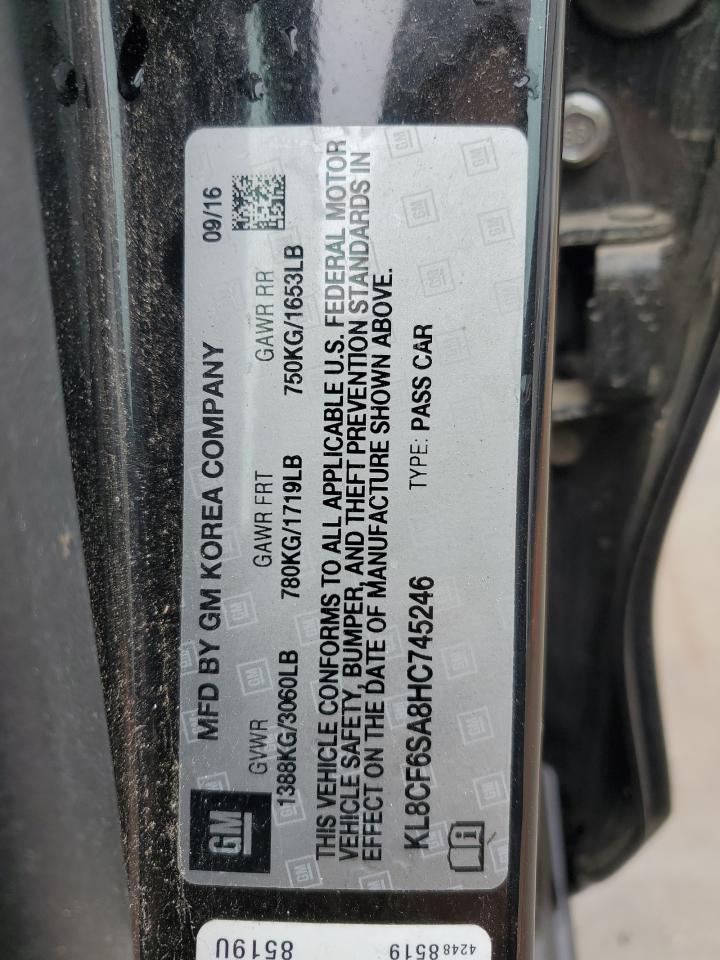 GM
MFD BY GM KOREA COMPANY 09/16
GVWR GAWR FRT GAWR RR
1388KG/3060LB 780KG/1719LB 750KG/1653LB
THIS VEHICLE CONFORMS TO ALL APPLICABLE U.S. FEDERAL MOTOR
VEHICLE SAFETY, BUMPER, AND THEFT PREVENTION STANDARDS IN
EFFECT ON THE DATE OF MANUFACTURE SHOWN ABOVE.
KL8CF6SA8HC745246 TYPE: PASS CAR
42488519
8519U